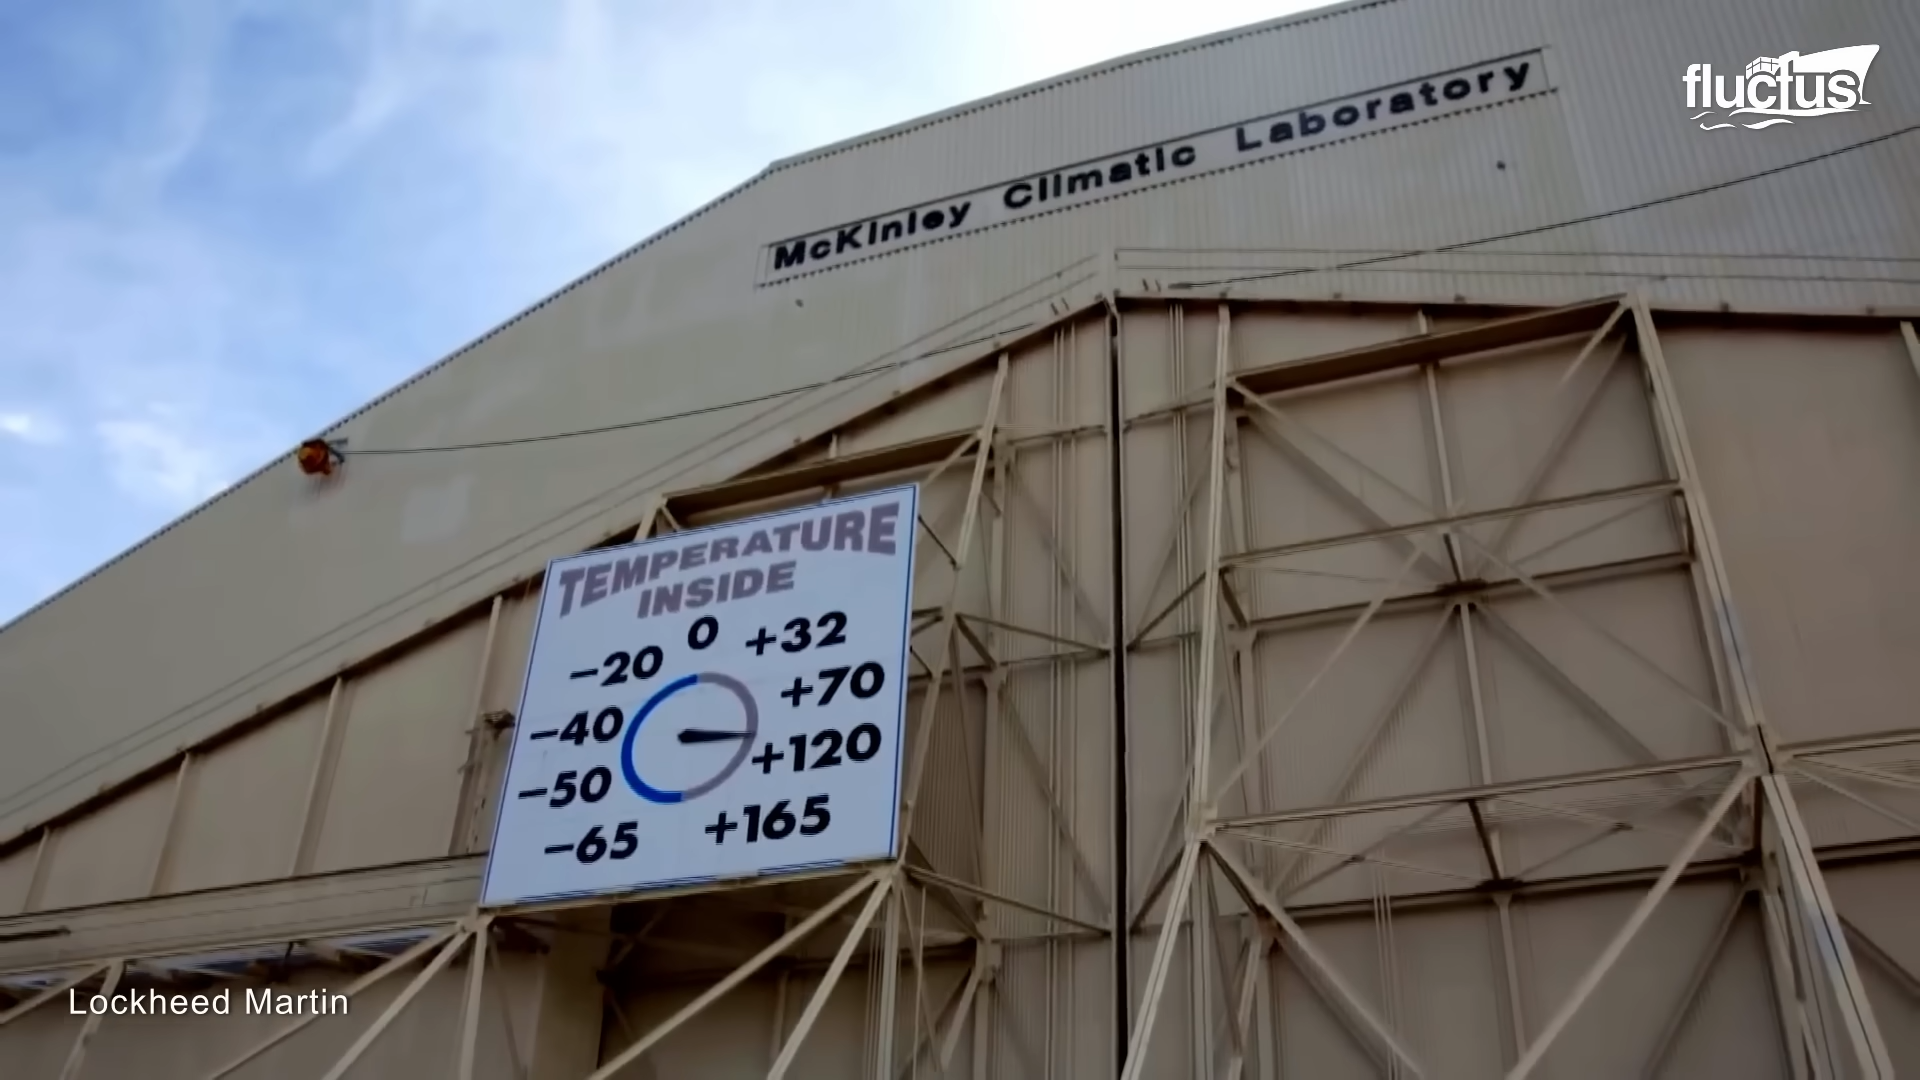 fluctus
McKinley Climatic Laboratory
TEMPERATURE
INSIDE
0
+32
-20
+70
-40
+120
-50
+165
-65
Lockheed Martin